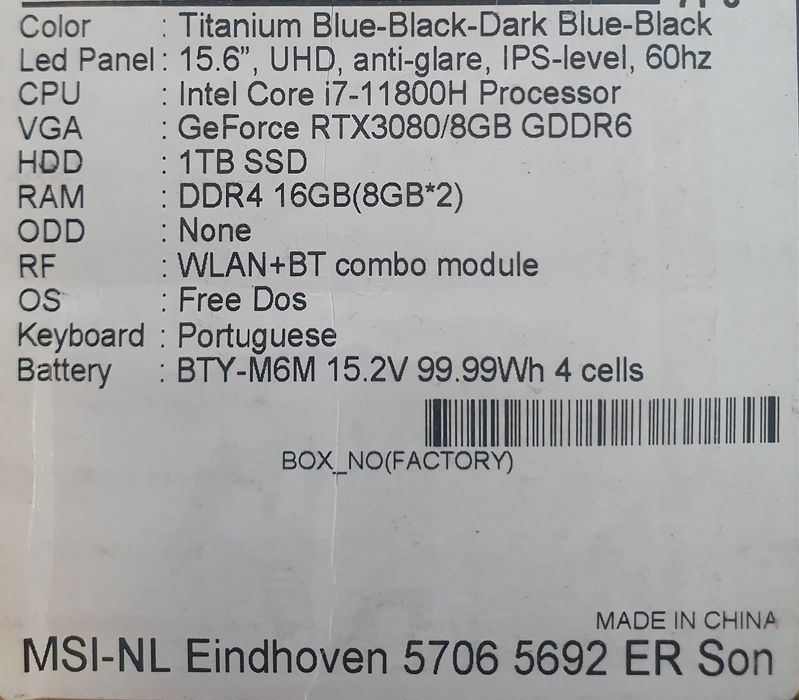 Color : Titanium Blue-Black-Dark Blue-Black
Led Panel : 15.6”, UHD, anti-glare, IPS-level, 60hz
CPU : Intel Core i7-11800H Processor
VGA : GeForce RTX3080/8GB GDDR6
HDD : 1TB SSD
RAM : DDR4 16GB(8GB*2)
ODD : None
RF : WLAN+BT combo module
OS : Free Dos
Keyboard : Portuguese
Battery : BTY-M6M 15.2V 99.99Wh 4 cells
BOX_NO(FACTORY)
MADE IN CHINA
MSI-NL Eindhoven 5706 5692 ER Son